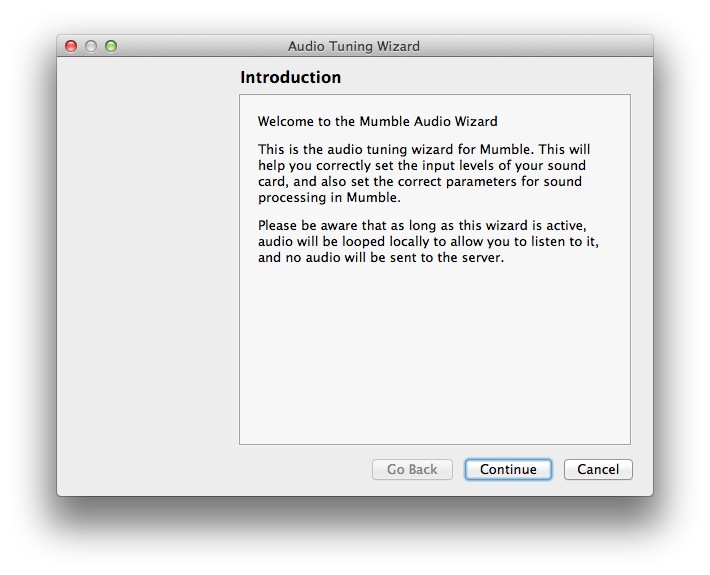 Audio Tuning Wizard
Introduction
Welcome to the Mumble Audio Wizard
This is the audio tuning wizard for Mumble. This will
help you correctly set the input levels of your sound
card, and also set the correct parameters for sound
processing in Mumble.
Please be aware that as long as this wizard is active,
audio will be looped locally to allow you to listen to it,
and no audio will be sent to the server.
Go Back
Continue
Cancel